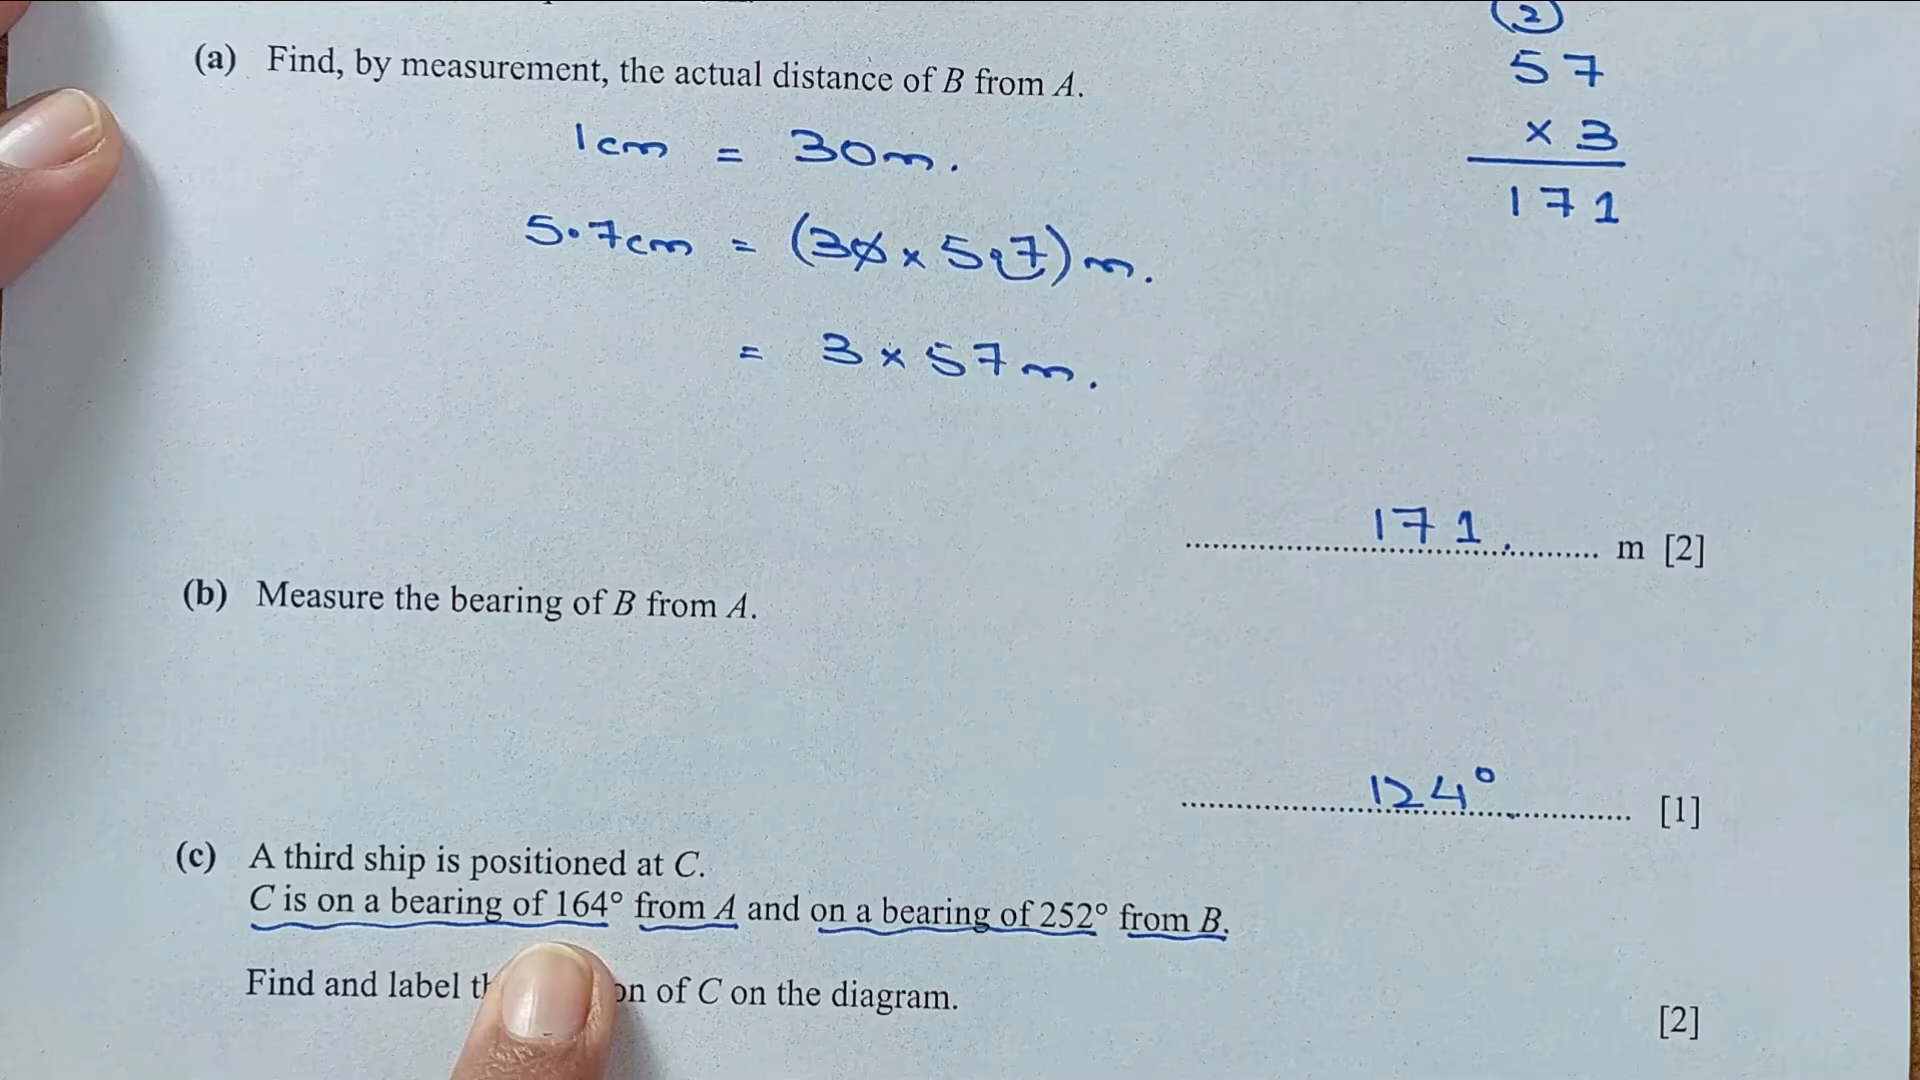 (a) Find, by measurement, the actual distance of B from A.
2
57
× 3
171
1cm = 30m.
5.7cm = (30 × 5.7)m.
= 3 × 57m.
171. m [2]
(b) Measure the bearing of B from A.
124° [1]
(c) A third ship is positioned at C.
C is on a bearing of 164° from A and on a bearing of 252° from B.
Find and label of C on the diagram.
[2]